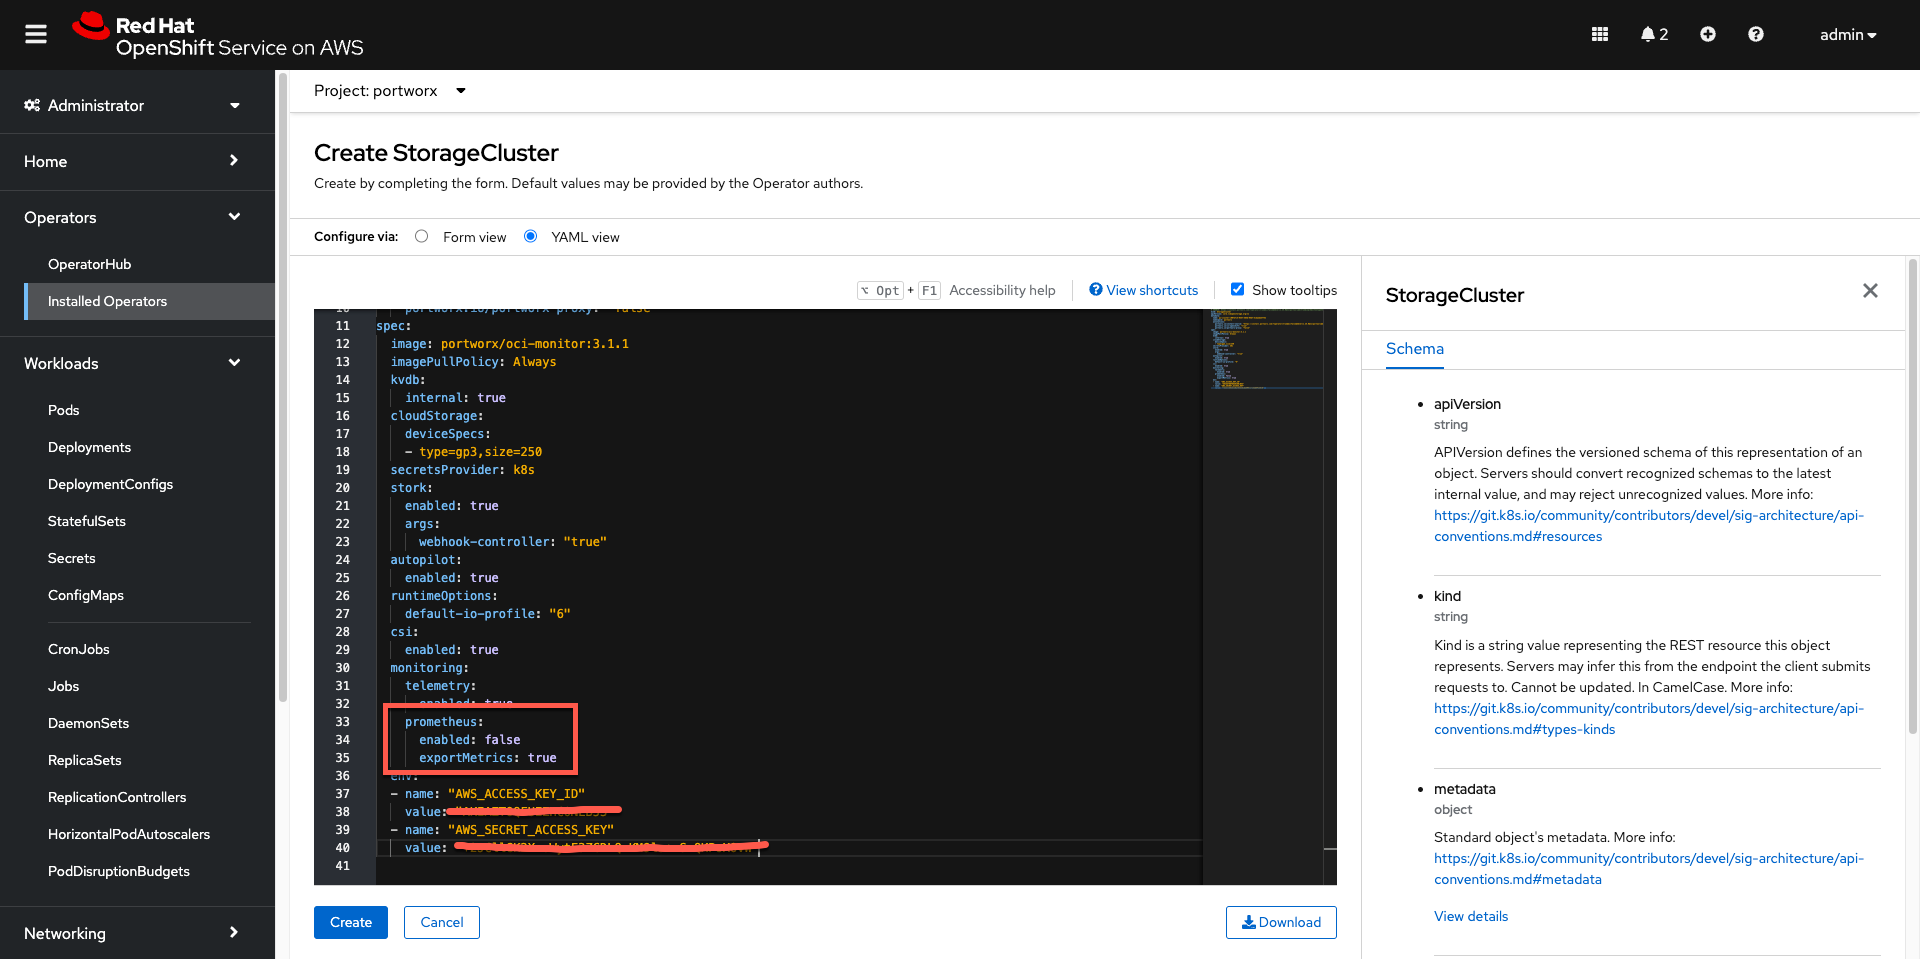 Red Hat
OpenShift Service on AWS
2
admin
Administrator
Home
Operators
OperatorHub
Installed Operators
Workloads
Pods
Deployments
DeploymentConfigs
StatefulSets
Secrets
ConfigMaps
CronJobs
Jobs
DaemonSets
ReplicaSets
ReplicationControllers
HorizontalPodAutoscalers
PodDisruptionBudgets
Networking
Project: portworx
Create StorageCluster
Create by completing the form. Default values may be provided by the Operator authors.
Configure via: Form view YAML view
⌥ Opt + F1 Accessibility help View shortcuts Show tooltips
10 portworx.io/portworx-proxy: "false"
11 spec:
12 image: portworx/oci-monitor:3.1.1
13 imagePullPolicy: Always
14 kvdb:
15 internal: true
16 cloudStorage:
17 deviceSpecs:
18 - type=gp3,size=250
19 secretsProvider: k8s
20 stork:
21 enabled: true
22 args:
23 webhook-controller: "true"
24 autopilot:
25 enabled: true
26 runtimeOptions:
27 default-io-profile: "6"
28 csi:
29 enabled: true
30 monitoring:
31 telemetry:
32 enabled: true
33 prometheus:
34 enabled: false
35 exportMetrics: true
36 env:
37 - name: "AWS_ACCESS_KEY_ID"
38 value:
39 - name: "AWS_SECRET_ACCESS_KEY"
40 value:
41
Create
Cancel
Download
StorageCluster
Schema
apiVersion
string
APIVersion defines the versioned schema of this representation of an
object. Servers should convert recognized schemas to the latest
internal value, and may reject unrecognized values. More info:
https://git.k8s.io/community/contributors/devel/sig-architecture/api-
conventions.md#resources
kind
string
Kind is a string value representing the REST resource this object
represents. Servers may infer this from the endpoint the client submits
requests to. Cannot be updated. In CamelCase. More info:
https://git.k8s.io/community/contributors/devel/sig-architecture/api-
conventions.md#types-kinds
metadata
object
Standard object's metadata. More info:
https://git.k8s.io/community/contributors/devel/sig-architecture/api-
conventions.md#metadata
View details